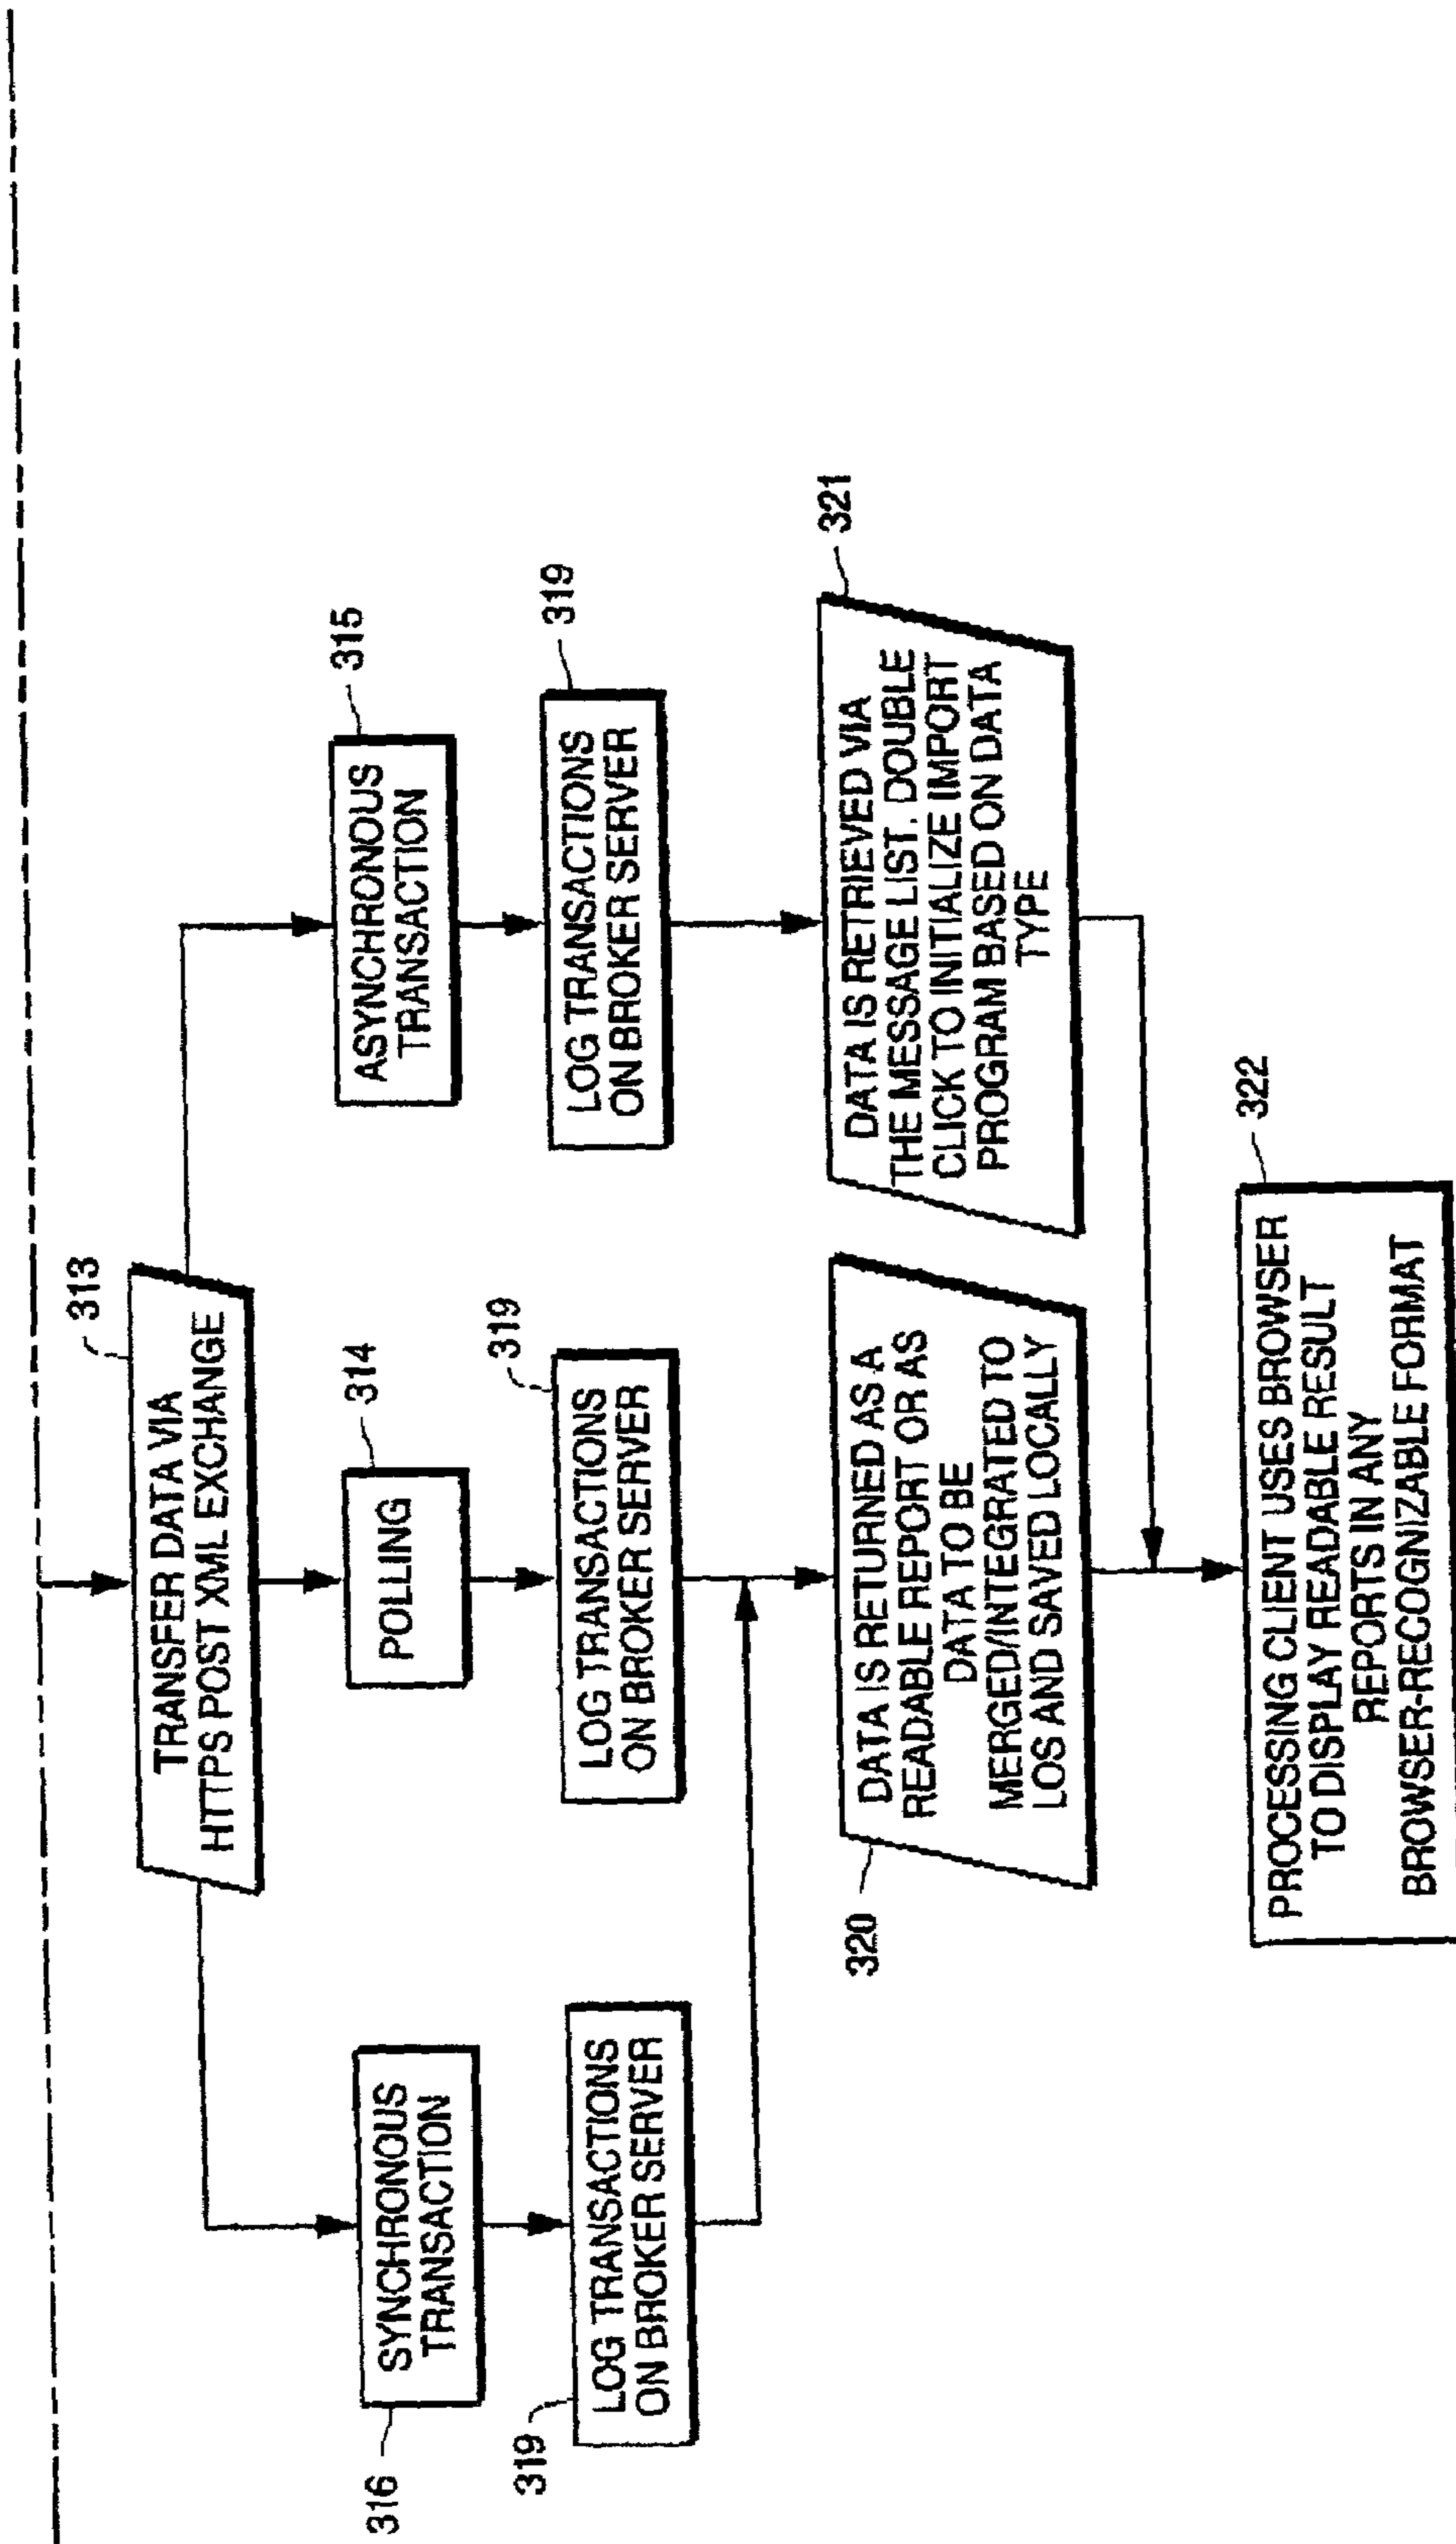 313
TRANSFER DATA VIA
HTTPS POST XML EXCHANGE
316
SYNCHRONOUS
TRANSACTION
314
POLLING
315
ASYNCHRONOUS
TRANSACTION
319
LOG TRANSACTIONS
ON BROKER SERVER
319
LOG TRANSACTIONS
ON BROKER SERVER
319
LOG TRANSACTIONS
ON BROKER SERVER
320
DATA IS RETURNED AS A
READABLE REPORT OR AS
DATA TO BE
MERGED/INTEGRATED TO
LOS AND SAVED LOCALLY
321
DATA IS RETRIEVED VIA
THE MESSAGE LIST. DOUBLE
CLICK TO INITIALIZE IMPORT
PROGRAM BASED ON DATA
TYPE
322
PROCESSING CLIENT USES BROWSER
TO DISPLAY READABLE RESULT
REPORTS IN ANY
BROWSER-RECOGNIZABLE FORMAT